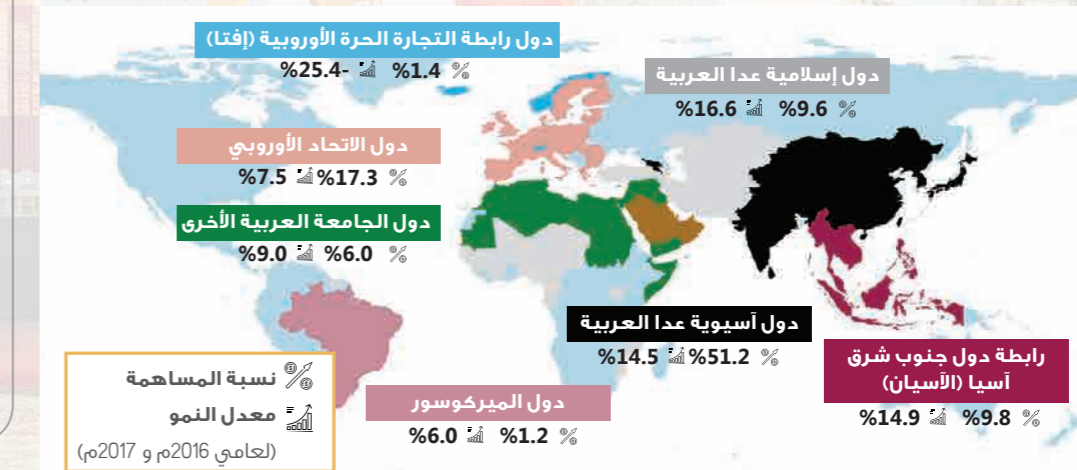 دول رابطة التجارة الحرة الأوروبية (إفتا)
%1.4 %25.4-
دول إسلامية عدا العربية
%9.6 %16.6
دول الاتحاد الأوروبي
%17.3 %7.5
دول الجامعة العربية الأخرى
%6.0 %9.0
دول آسيوية عدا العربية
%51.2 %14.5
رابطة دول جنوب شرق
آسيا (الآسيان)
%9.8 %14.9
دول الميركوسور
%1.2 %6.0
نسبة المساهمة
معدل النمو
(لعامي 2016م و 2017م)